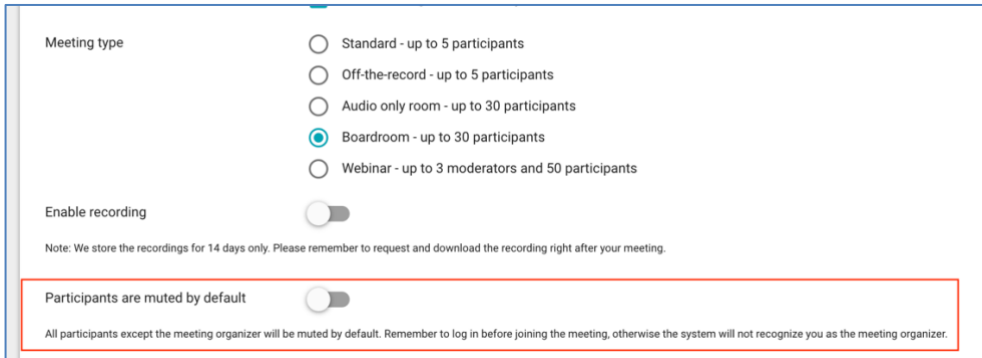 Meeting type
Standard - up to 5 participants
Off-the-record - up to 5 participants
Audio only room - up to 30 participants
Boardroom - up to 30 participants
Webinar - up to 3 moderators and 50 participants
Enable recording
Note: We store the recordings for 14 days only. Please remember to request and download the recording right after your meeting.
Participants are muted by default
All participants except the meeting organizer will be muted by default. Remember to log in before joining the meeting, otherwise the system will not recognize you as the meeting organizer.